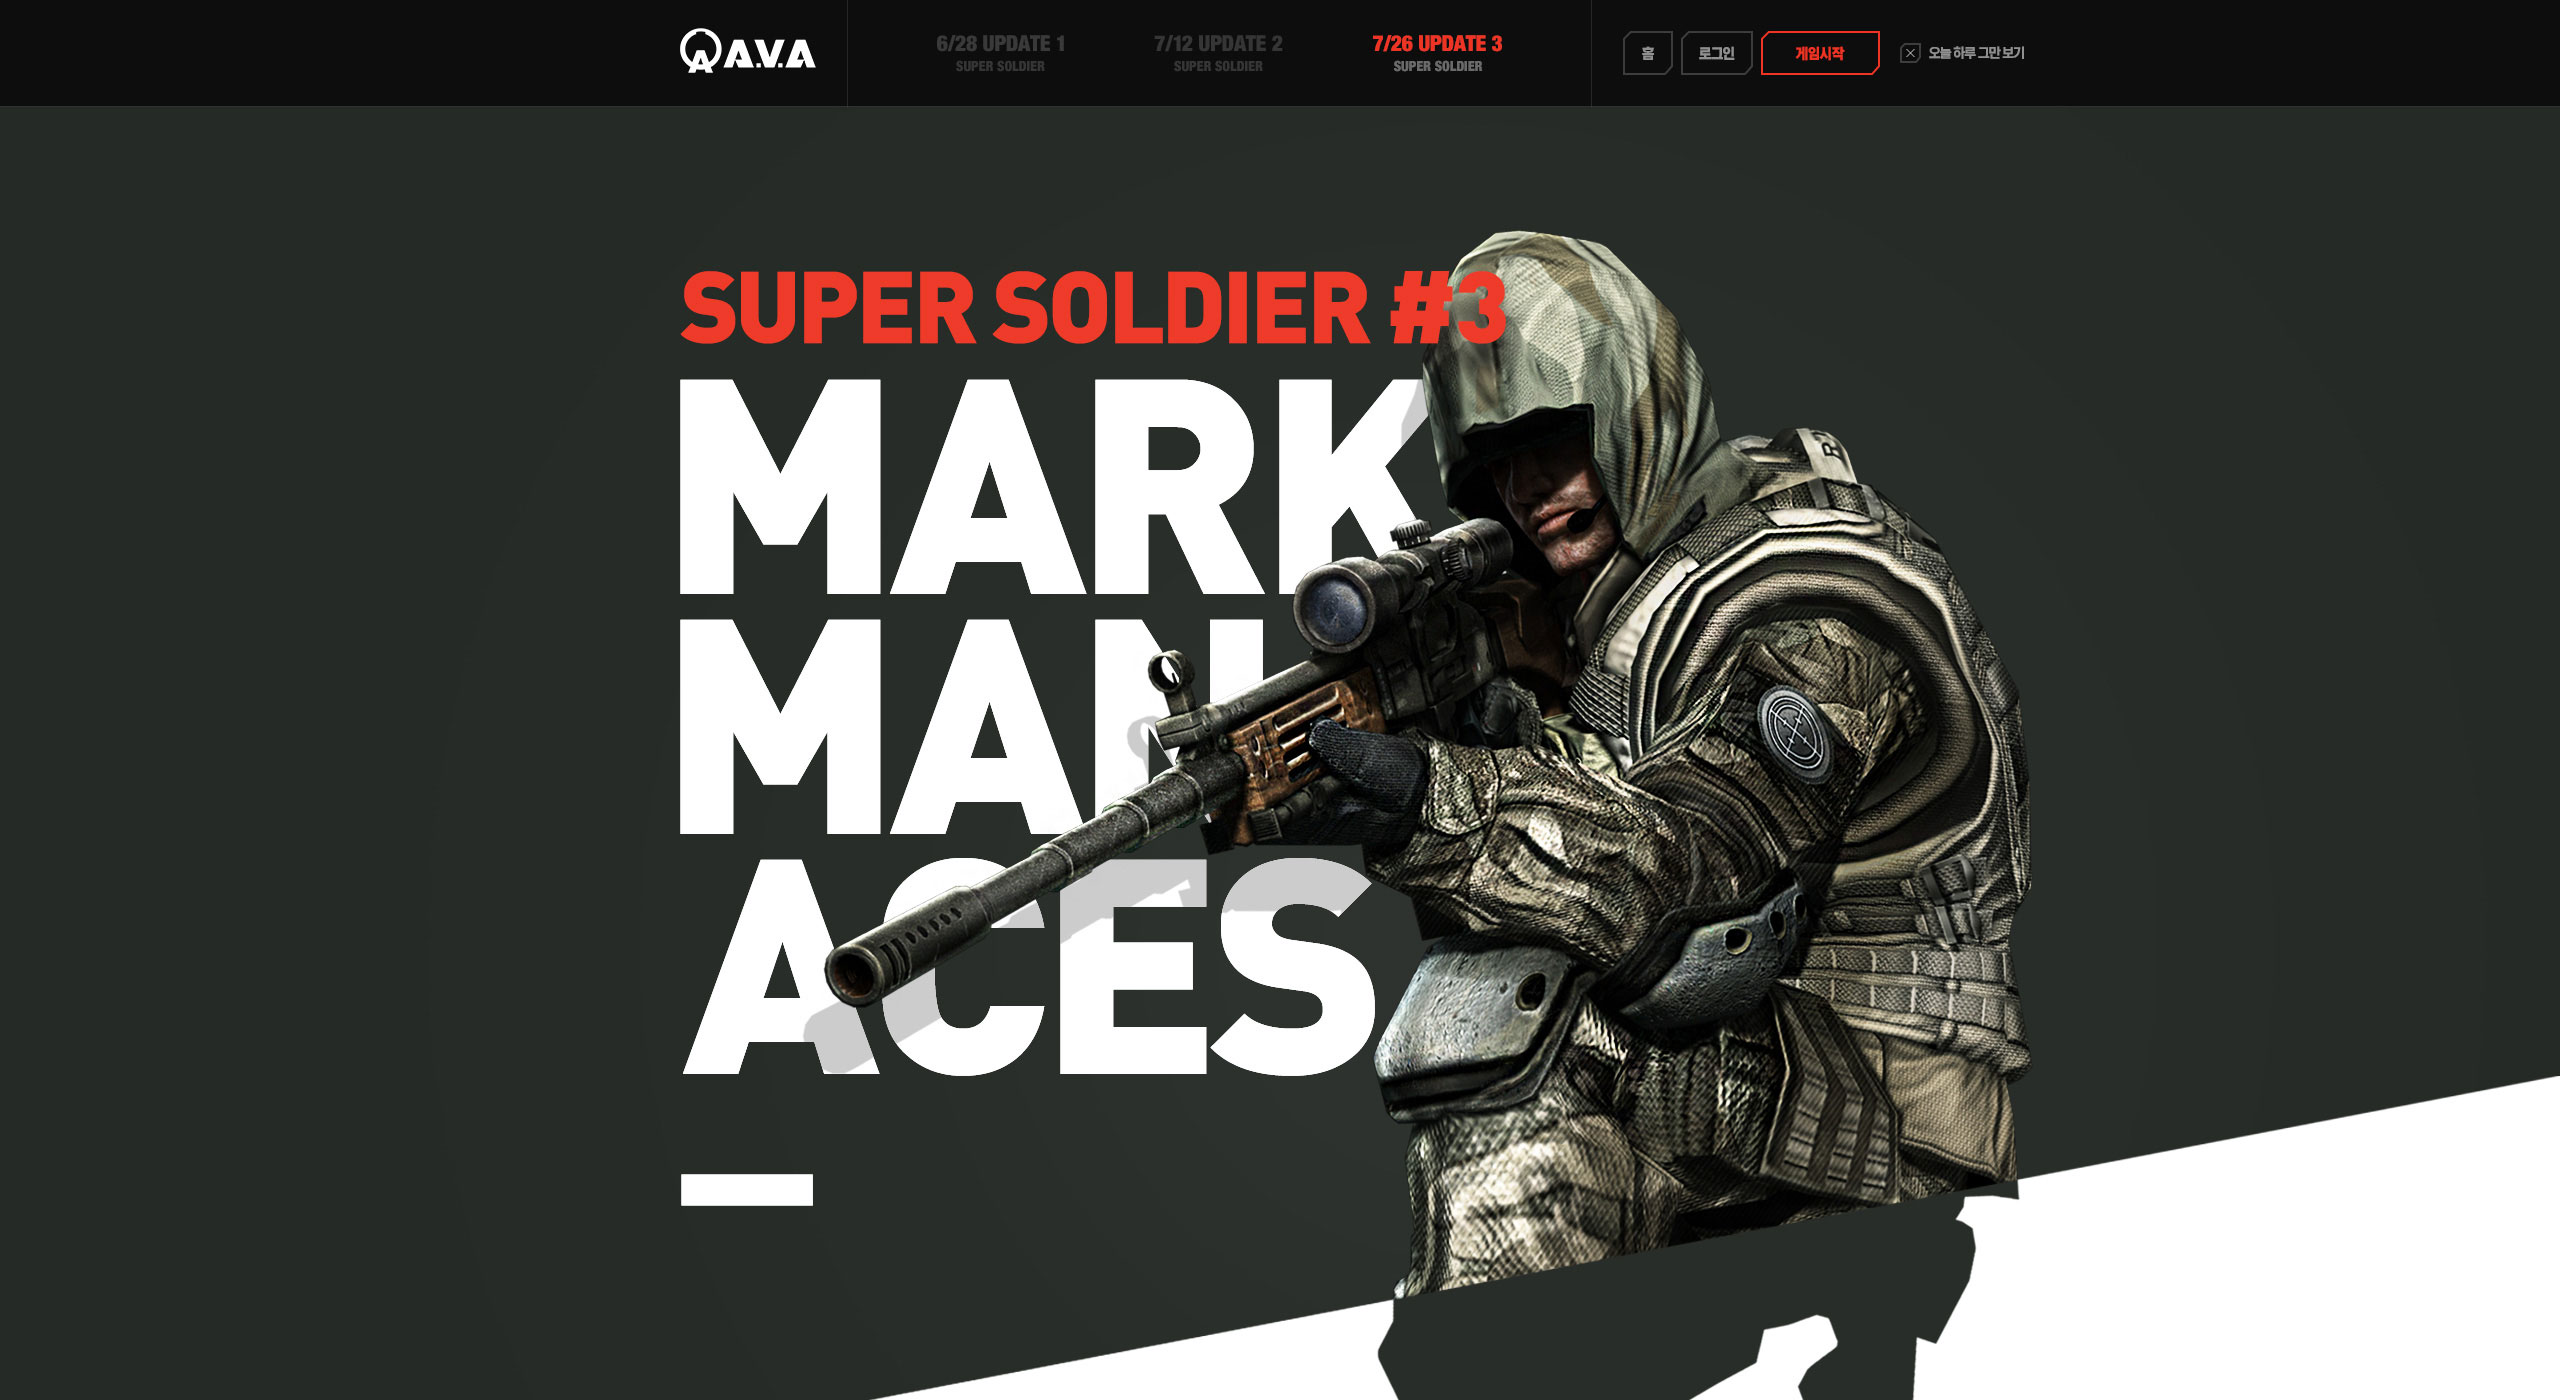 A.V.A
6/28 UPDATE 1
SUPER SOLDIER
7/12 UPDATE 2
SUPER SOLDIER
7/26 UPDATE 3
SUPER SOLDIER
홈
로그인
게임시작
오늘 하루 그만 보기
SUPER SOLDIER #3
MARK
MAN
ACES